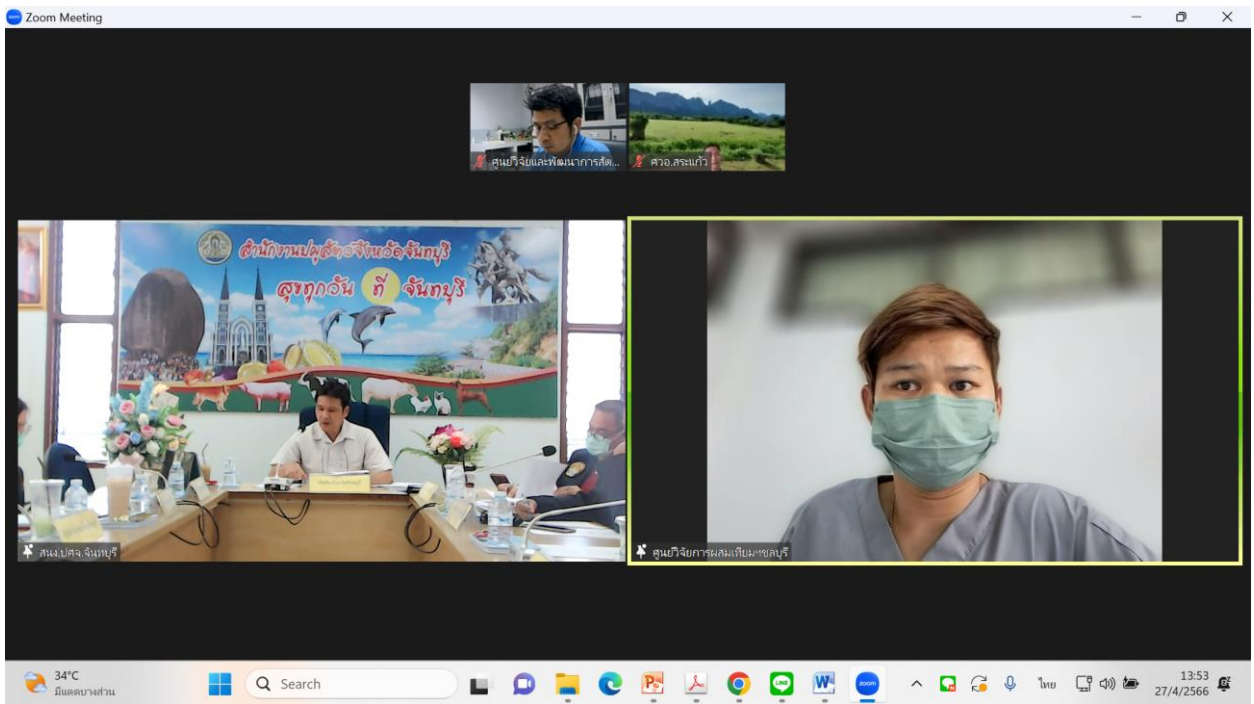 zoom Zoom Meeting
ศูนย์วิจัยและพัฒนาการสัต...
ศวอ.สระแก้ว
สำนักงานปศุสัตว์จังหวัดจันทบุรี
สุขทุกวัน ที่ จันทบุรี
สนง.ปศจ.จันทบุรี
ศูนย์วิจัยการผสมเทียมฯชลบุรี
34°C
มีแดดบางส่วน
Search
zoom
ไทย
13:53
27/4/2566